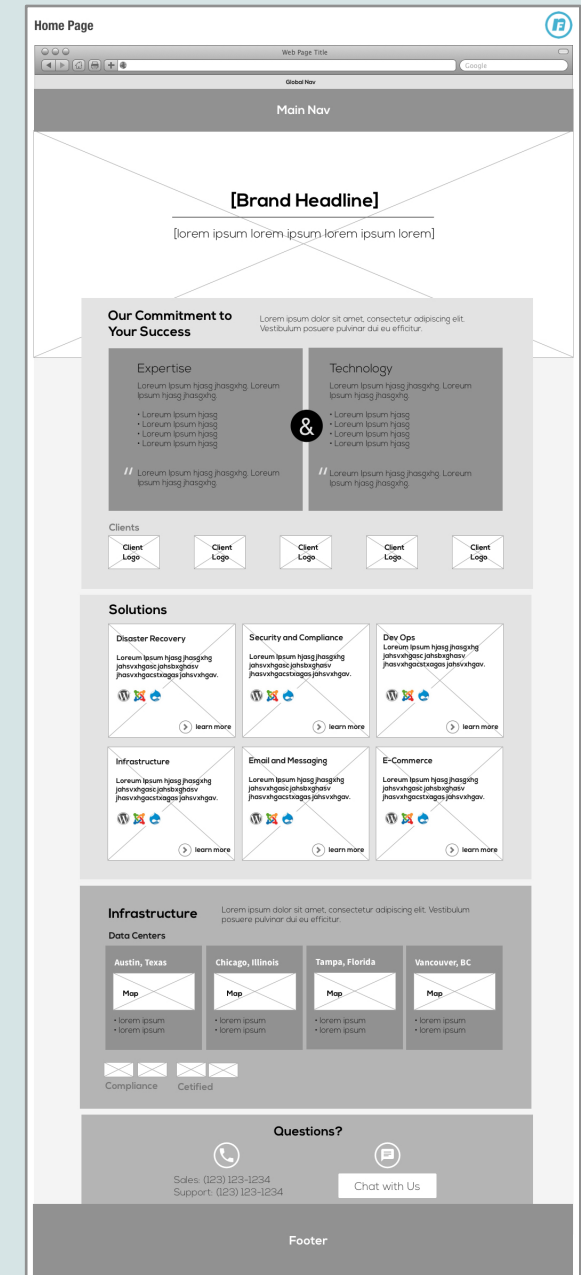 Home Page
Web Page Title
Google
Global Nav
Main Nav
[Brand Headline]
[lorem ipsum lorem ipsum lorem ipsum lorem]
Our Commitment to
Your Success
Lorem ipsum dolor sit amet, consectetur adipiscing elit.
Vestibulum posuere pulvinar dui eu efficitur.
Expertise
Loreum Ipsum hjasg jhasgxhg. Loreum
Ipsum hjasg jhasgxhg.
• Loreum Ipsum hjasg
• Loreum Ipsum hjasg
• Loreum Ipsum hjasg
• Loreum Ipsum hjasg
" Loreum Ipsum hjasg jhasgxhg. Loreum
Ipsum hjasg jhasgxhg.
&
Technology
Loreum Ipsum hjasg jhasgxhg. Loreum
Ipsum hjasg jhasgxhg.
• Loreum Ipsum hjasg
• Loreum Ipsum hjasg
• Loreum Ipsum hjasg
• Loreum Ipsum hjasg
" Loreum Ipsum hjasg jhasgxhg. Loreum
Ipsum hjasg jhasgxhg.
Clients
Client
Logo
Client
Logo
Client
Logo
Client
Logo
Client
Logo
Solutions
Disaster Recovery
Loreum Ipsum hjasg jhasgxhg
jahsvxhgasc jahsbxghasv
jhasvxhgacstxagas jahsvxhgav.
learn more
Security and Compliance
Loreum Ipsum hjasg jhasgxhg
jahsvxhgasc jahsbxghasv
jhasvxhgacstxagas jahsvxhgav.
learn more
Dev Ops
Loreum Ipsum hjasg jhasgxhg
jahsvxhgasc jahsbxghasv
jhasvxhgacstxagas jahsvxhgav.
learn more
Infrastructure
Loreum Ipsum hjasg jhasgxhg
jahsvxhgasc jahsbxghasv
jhasvxhgacstxagas jahsvxhgav.
learn more
Email and Messaging
Loreum Ipsum hjasg jhasgxhg
jahsvxhgasc jahsbxghasv
jhasvxhgacstxagas jahsvxhgav.
learn more
E-Commerce
Loreum Ipsum hjasg jhasgxhg
jahsvxhgasc jahsbxghasv
jhasvxhgacstxagas jahsvxhgav.
learn more
Infrastructure
Lorem ipsum dolor sit amet, consectetur adipiscing elit. Vestibulum
posuere pulvinar dui eu efficitur.
Data Centers
Austin, Texas
Map
• lorem ipsum
• lorem ipsum
Chicago, Illinois
Map
• lorem ipsum
• lorem ipsum
Tampa, Florida
Map
• lorem ipsum
• lorem ipsum
Vancouver, BC
Map
• lorem ipsum
• lorem ipsum
Compliance
Cetified
Questions?
Sales: (123) 123-1234
Support: (123) 123-1234
Chat with Us
Footer